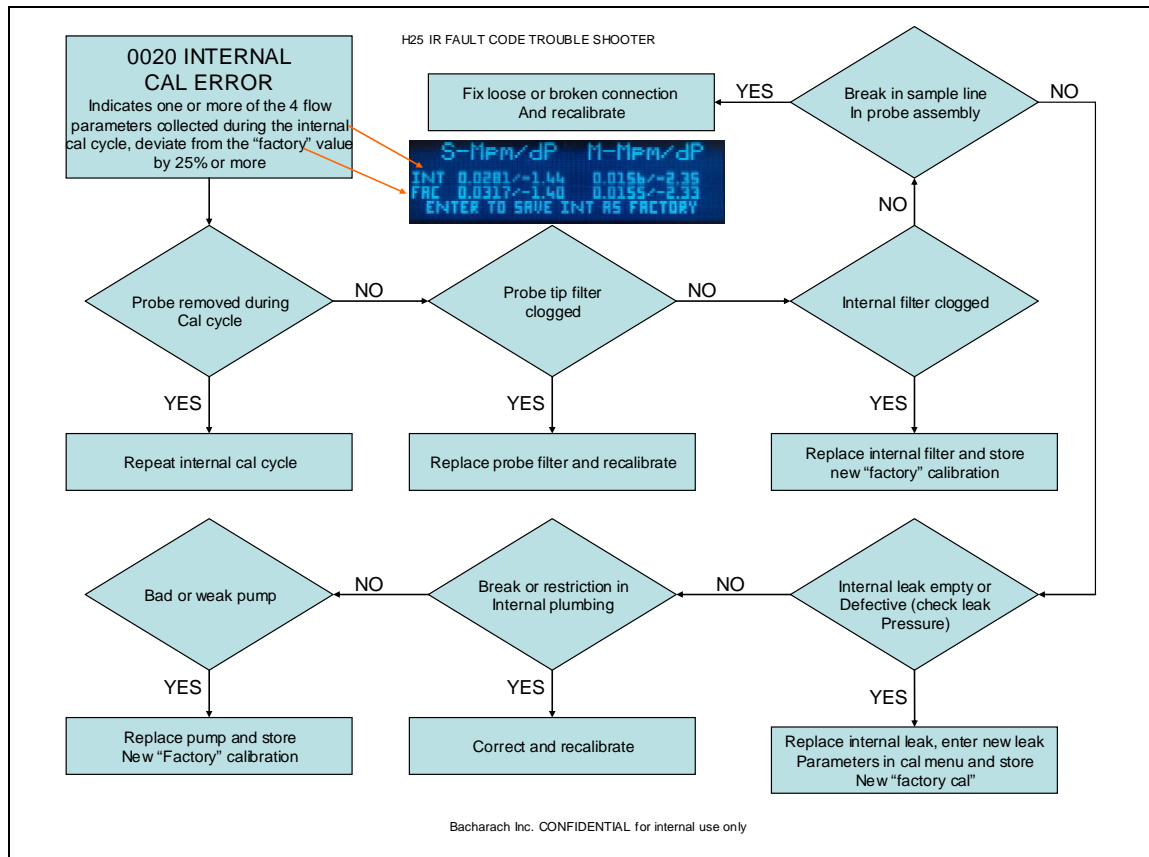 H25 IR FAULT CODE TROUBLE SHOOTER
0020 INTERNAL
CAL ERROR
Indicates one or more of the 4 flow
parameters collected during the internal
cal cycle, deviate from the “factory” value
by 25% or more
Fix loose or broken connection
And recalibrate
YES
Break in sample line
In probe assembly
NO
S-Mpm/dP M-Mpm/dP
INT 0.0281/-1.44 0.0156/-2.35
FAC 0.0317/-1.40 0.0155/-2.33
ENTER TO SAVE INT AS FACTORY
NO
Probe removed during
Cal cycle
NO
Probe tip filter
clogged
NO
Internal filter clogged
YES
YES
YES
Repeat internal cal cycle
Replace probe filter and recalibrate
Replace internal filter and store
new “factory” calibration
Bad or weak pump
NO
Break or restriction in
Internal plumbing
NO
Internal leak empty or
Defective (check leak
Pressure)
YES
YES
YES
Replace pump and store
New “Factory” calibration
Correct and recalibrate
Replace internal leak, enter new leak
Parameters in cal menu and store
New “factory cal”
Bacharach Inc. CONFIDENTIAL for internal use only